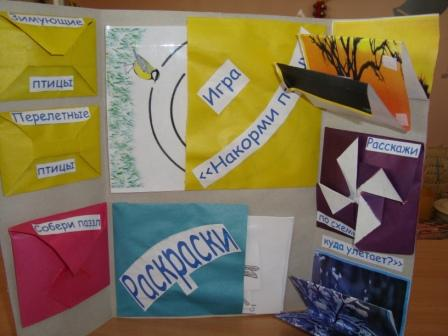 Зимующие
птицы
Перелетные
птицы
Собери пазл
Игра
«Накорми
Раскраски
Расскажи
по схеме
куда улетает?»